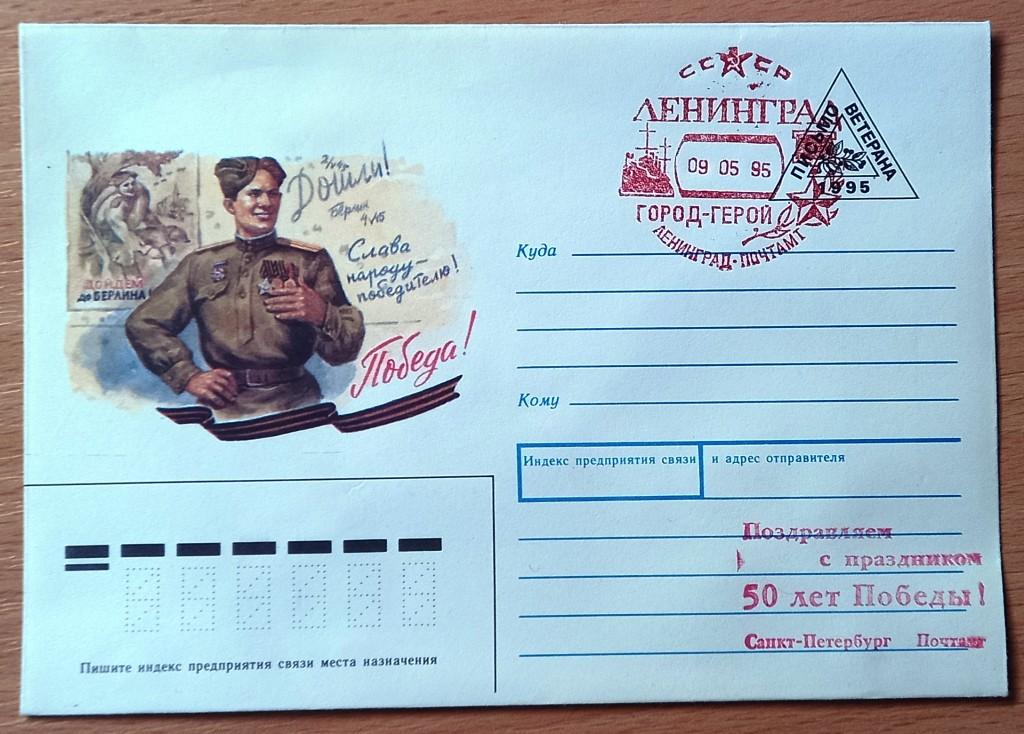 СССР
ЛЕНИНГРА
09 05 95
ГОРОД-ГЕРОЙ
ЛЕНИНГРАД-ПОЧТАМТ
ПИСЬМО ВЕТЕРАНА
1995
ДОЙДЕМ
до БЕРЛИНА!
Дошли!
Берлин
Слава
народу-
победителю!
Победа!
Куда
Кому
Индекс предприятия связи и адрес отправителя
Поздравляем
с праздником
50 лет Победы!
Санкт-Петербург Почтамт
Пишите индекс предприятия связи места назначения